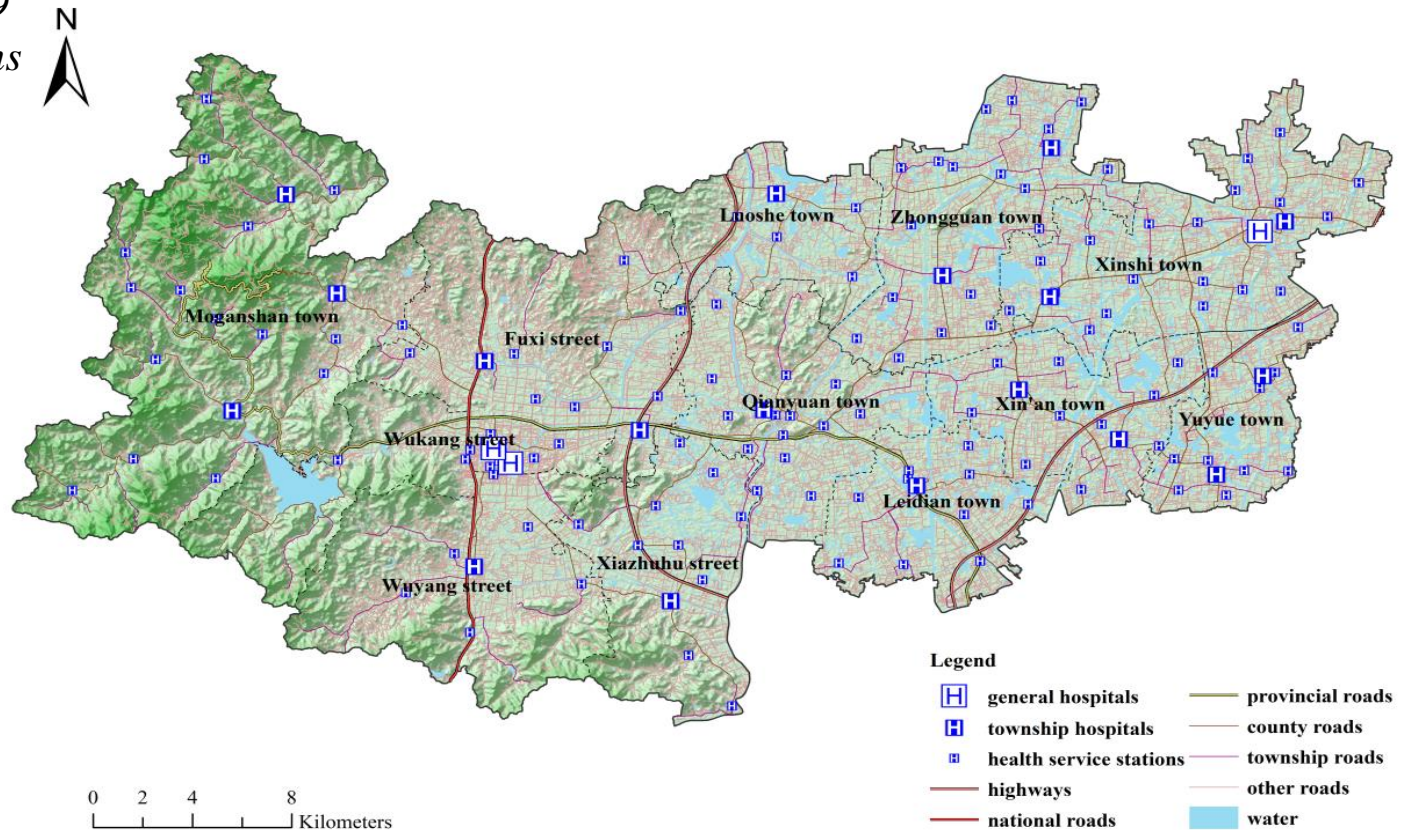 N
Luoshe town
Zhongguan town
Xinshi town
Moganshan town
Fuxi street
Qianyuan town
Xin'an town
Yuyue town
Wukang street
Leidian town
Xiazhuhu street
Wuyang street
Legend
H general hospitals
H township hospitals
H health service stations
highways
national roads
provincial roads
county roads
township roads
other roads
water
0 2 4 8
Kilometers